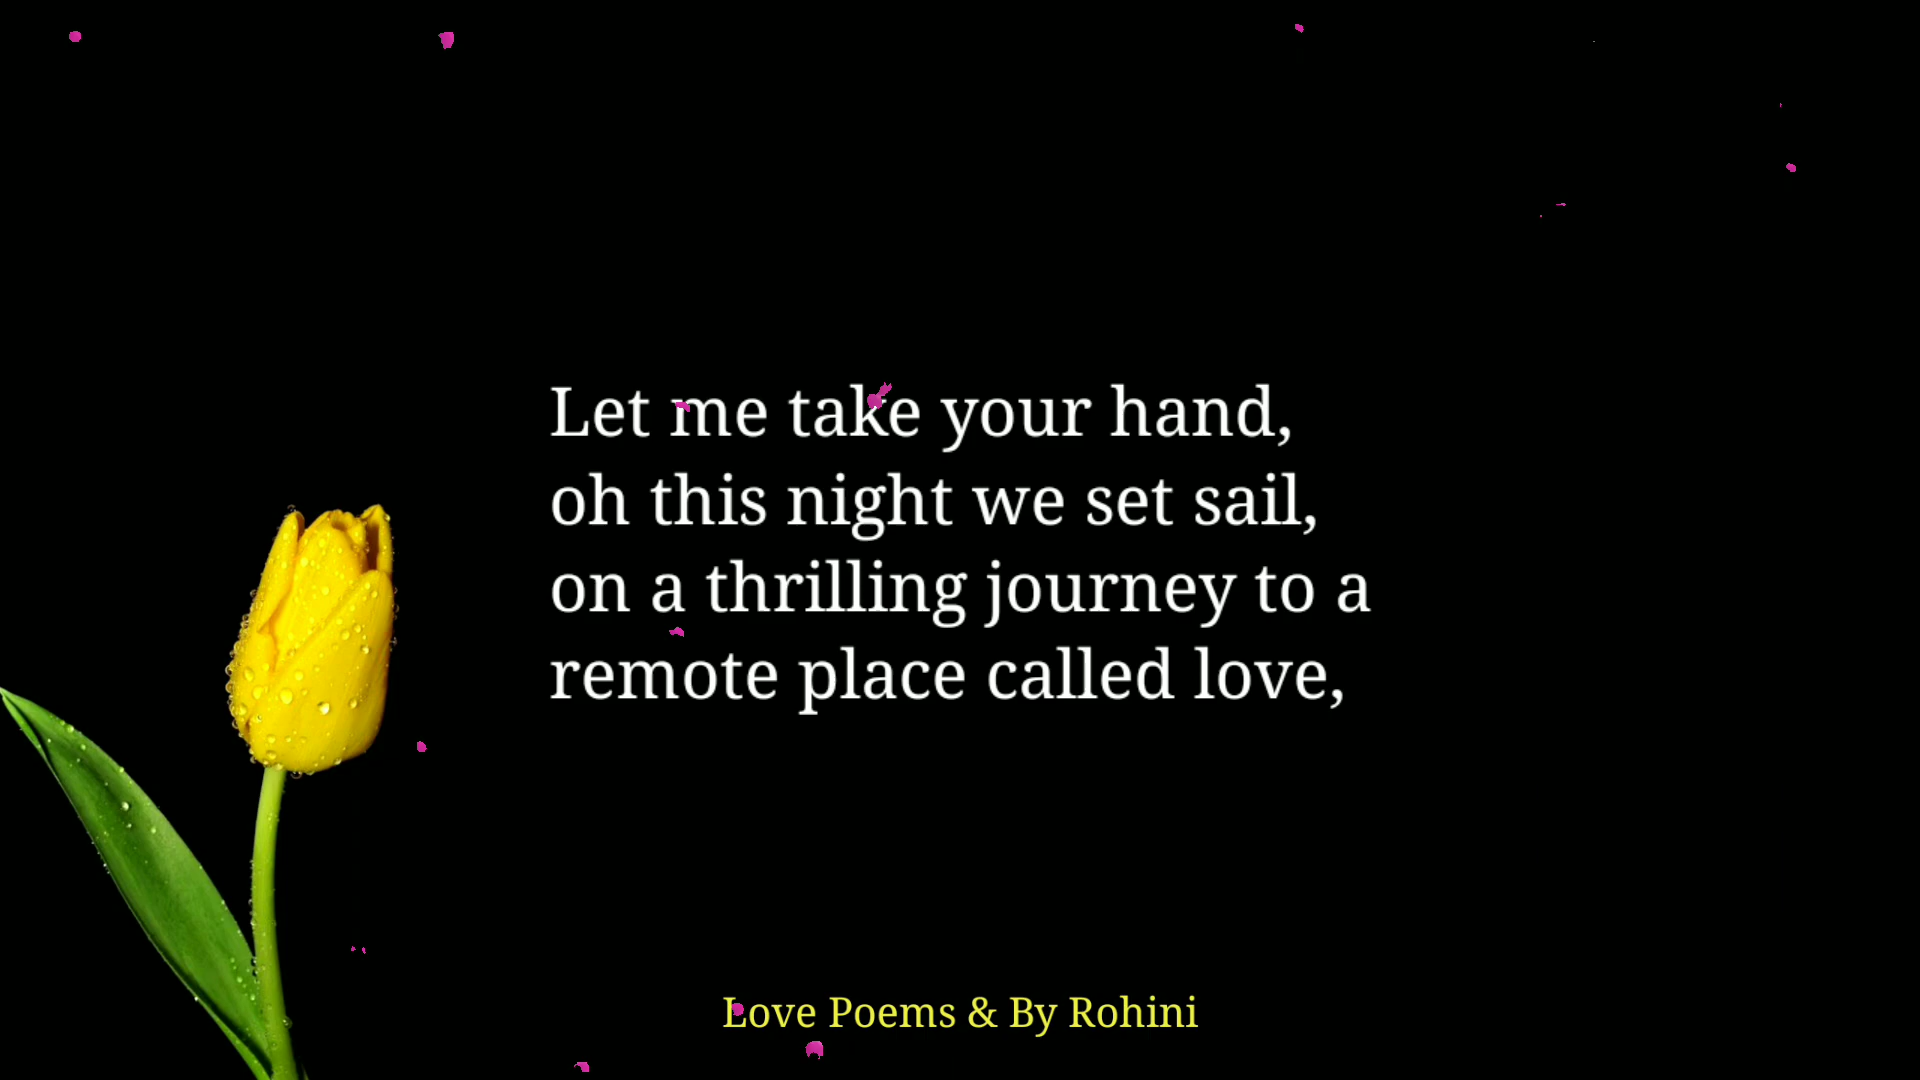 Let me take your hand,
oh this night we set sail,
on a thrilling journey to a
remote place called love,
Love Poems & By Rohini